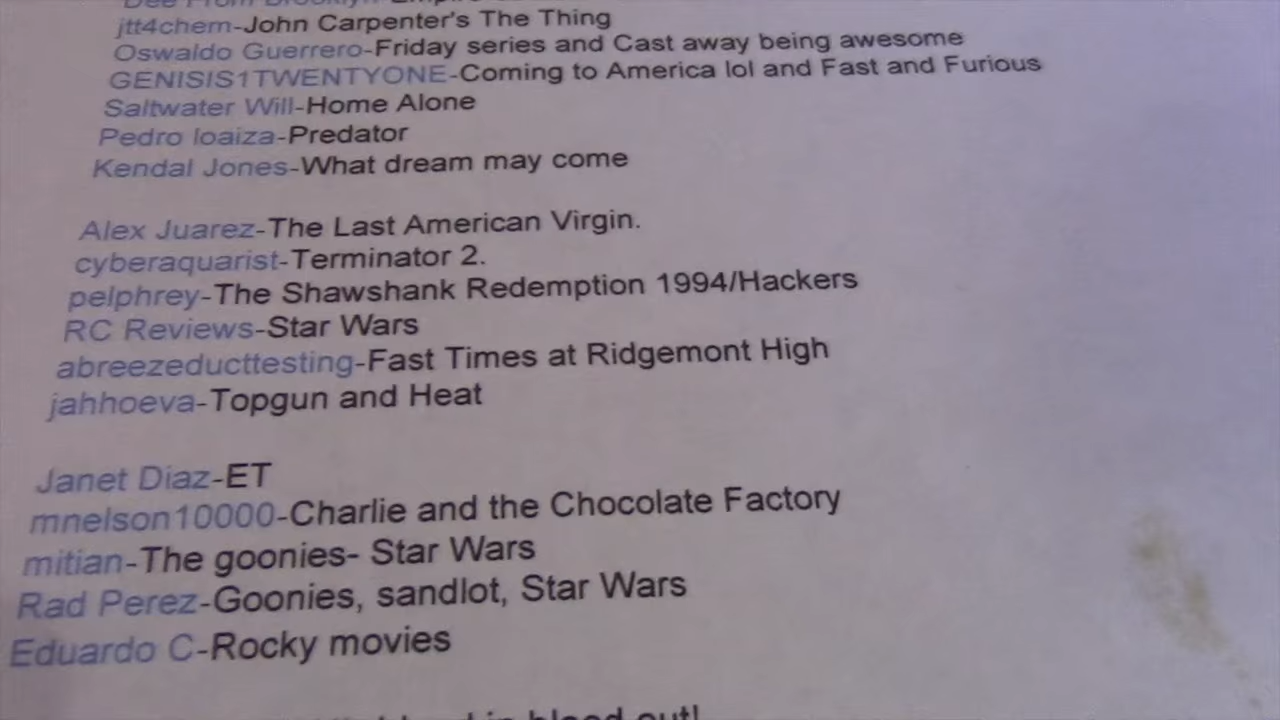 jtt4chem-John Carpenter's The Thing
Oswaldo Guerrero-Friday series and Cast away being awesome
GENISIS1TWENTYONE-Coming to America lol and Fast and Furious
Saltwater Will-Home Alone
Pedro loaiza-Predator
Kendal Jones-What dream may come
Alex Juarez-The Last American Virgin.
cyberaquarist-Terminator 2.
pelphrey-The Shawshank Redemption 1994/Hackers
RC Reviews-Star Wars
abreezeducttesting-Fast Times at Ridgemont High
jahhoeva-Topgun and Heat
Janet Diaz-ET
mnelson10000-Charlie and the Chocolate Factory
mitian-The goonies- Star Wars
Rad Perez-Goonies, sandlot, Star Wars
Eduardo C-Rocky movies
in blood out!